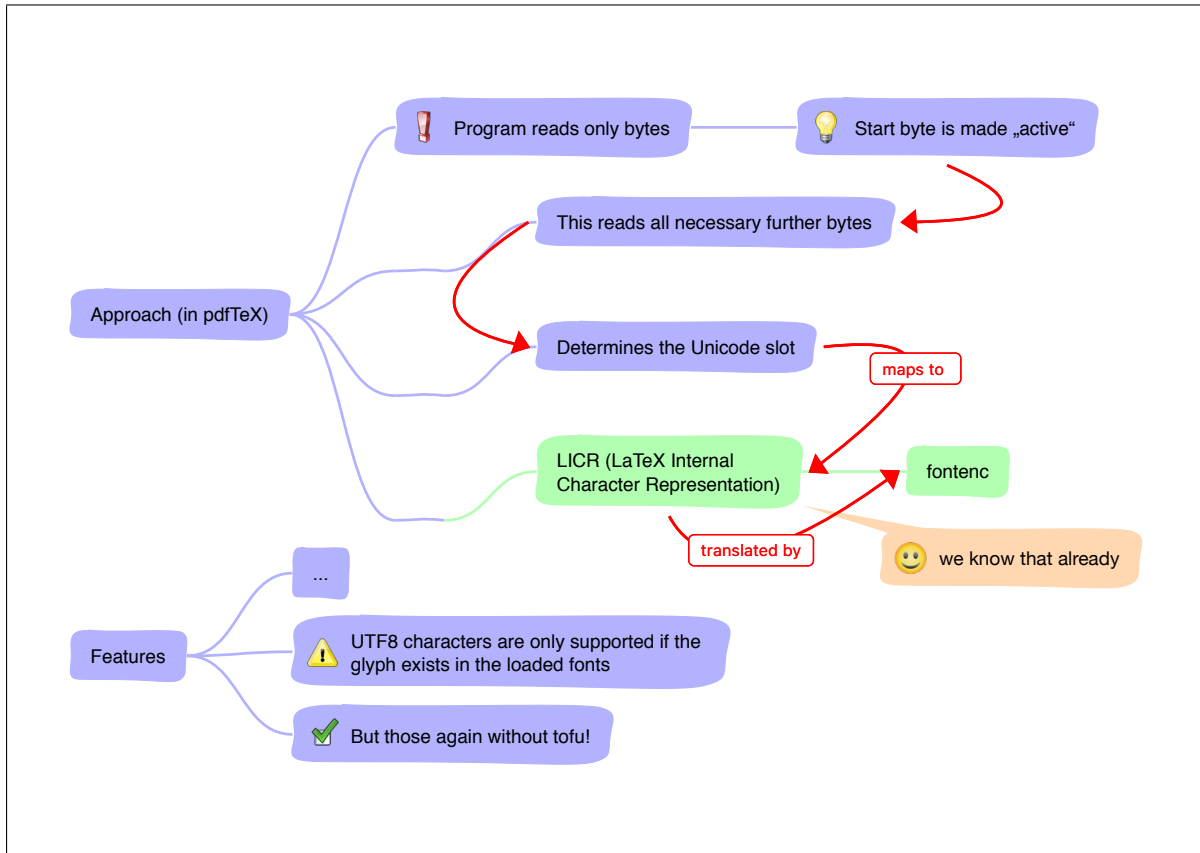 Program reads only bytes
Start byte is made „active“
This reads all necessary further bytes
Approach (in pdfTeX)
Determines the Unicode slot
maps to
LICR (LaTeX Internal
Character Representation)
fontenc
translated by
we know that already
...
Features
UTF8 characters are only supported if the
glyph exists in the loaded fonts
But those again without tofu!